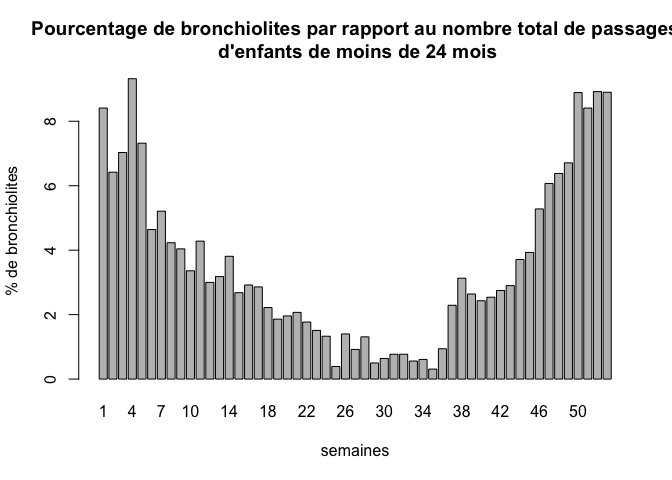 Pourcentage de bronchiolites par rapport au nombre total de passages
d'enfants de moins de 24 mois
% de bronchiolites
8
6
4
2
0
1 4 7 10 14 18 22 26 30 34 38 42 46 50
semaines